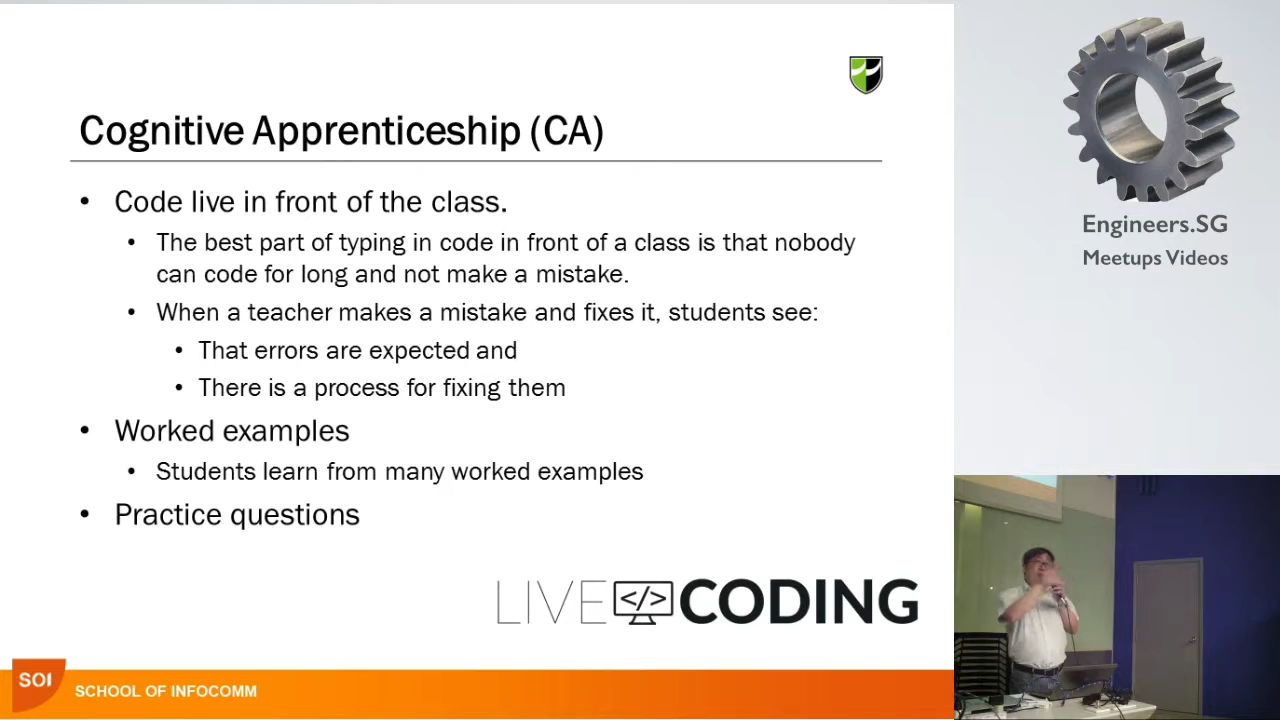 Cognitive Apprenticeship (CA)
• Code live in front of the class.
• The best part of typing in code in front of a class is that nobody
can code for long and not make a mistake.
• When a teacher makes a mistake and fixes it, students see:
• That errors are expected and
• There is a process for fixing them
• Worked examples
• Students learn from many worked examples
• Practice questions
LIVE </> CODING
SOI SCHOOL OF INFOCOMM
Engineers.SG
Meetups Videos